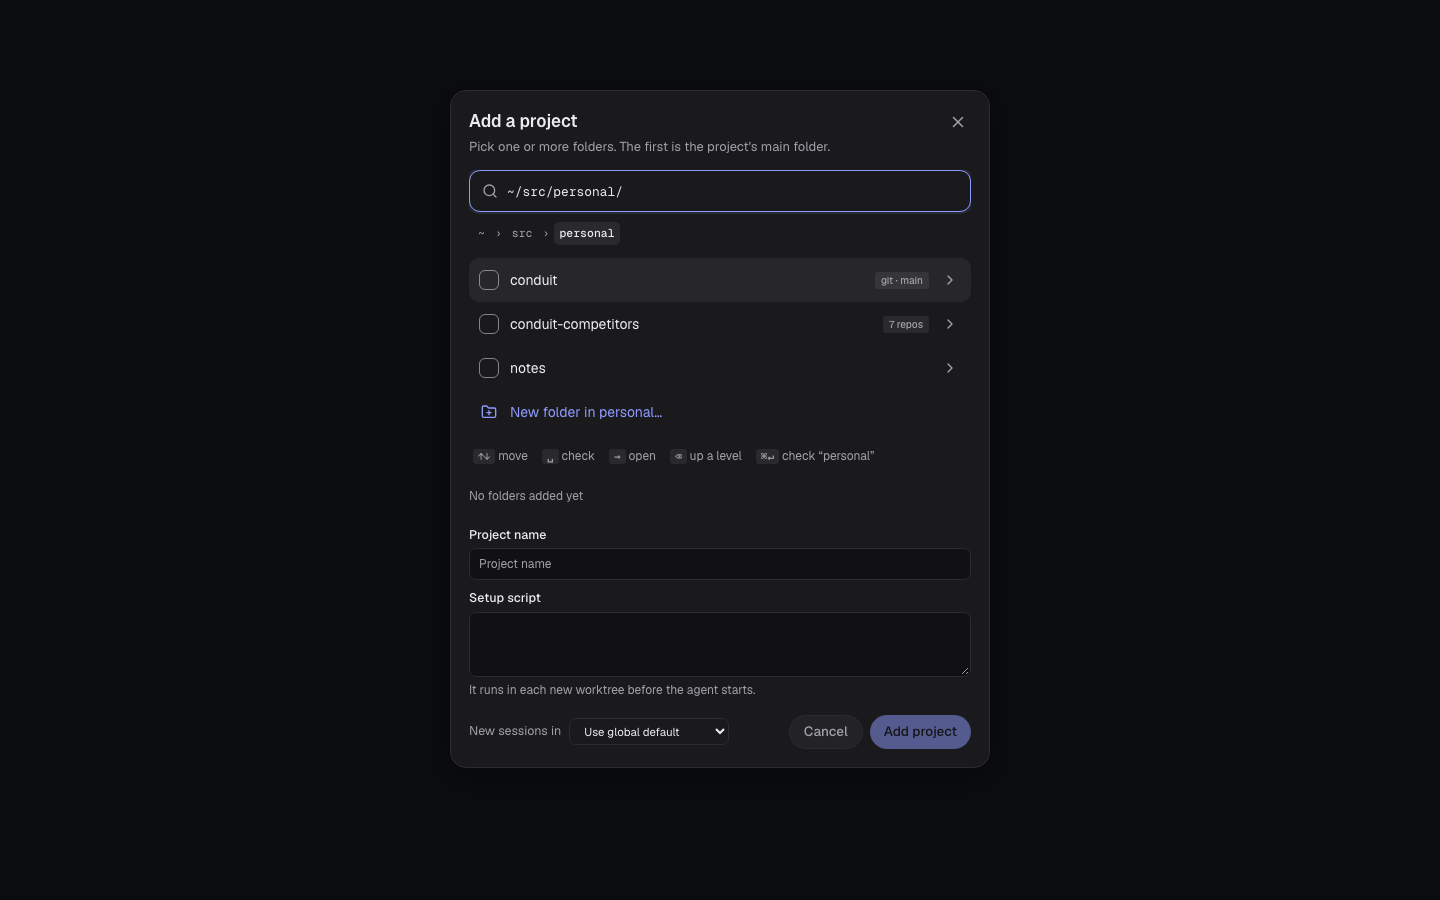 Add a project
Pick one or more folders. The first is the project's main folder.
~/src/personal/
~ › src › personal
conduit git · main
conduit-competitors 7 repos
notes
New folder in personal…
↑↓ move ␣ check → open ⌫ up a level ⌘↵ check “personal”
No folders added yet
Project name
Project name
Setup script
It runs in each new worktree before the agent starts.
New sessions in Use global default Cancel Add project